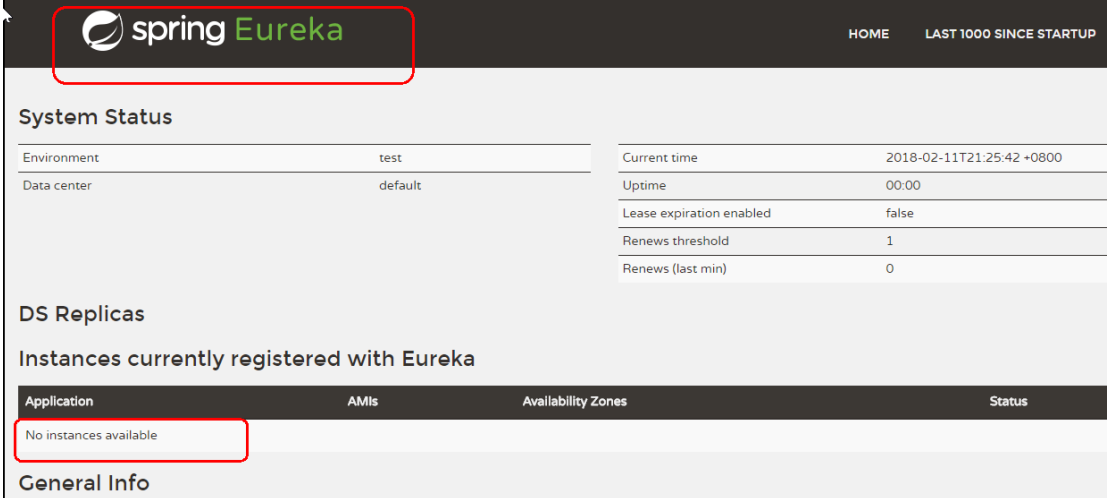 spring Eureka
HOME LAST 1000 SINCE STARTUP
System Status
Environment test
Data center default
Current time 2018-02-11T21:25:42 +0800
Uptime 00:00
Lease expiration enabled false
Renews threshold 1
Renews (last min) 0
DS Replicas
Instances currently registered with Eureka
Application AMIs Availability Zones Status
No instances available
General Info